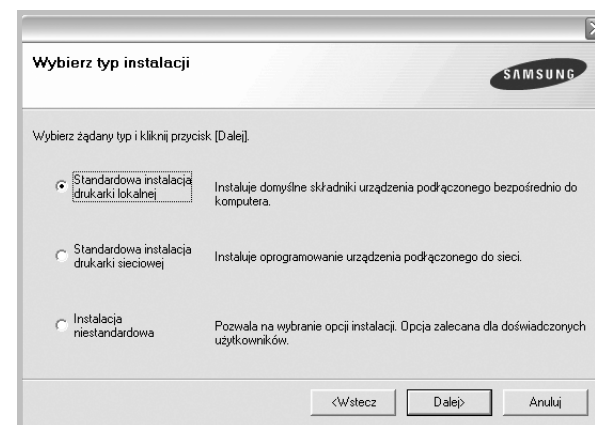 Wybierz typ instalacji
SAMSUNG
Wybierz żądany typ i kliknij przycisk [Dalej].
Standardowa instalacja
drukarki lokalnej
Instaluje domyślne składniki urządzenia podłączonego bezpośrednio do
komputera.
Standardowa instalacja
drukarki sieciowej
Instaluje oprogramowanie urządzenia podłączonego do sieci.
Instalacja
niestandardowa
Pozwala na wybranie opcji instalacji. Opcja zalecana dla doświadczonych
użytkowników.
<Wstecz
Dalej>
Anuluj